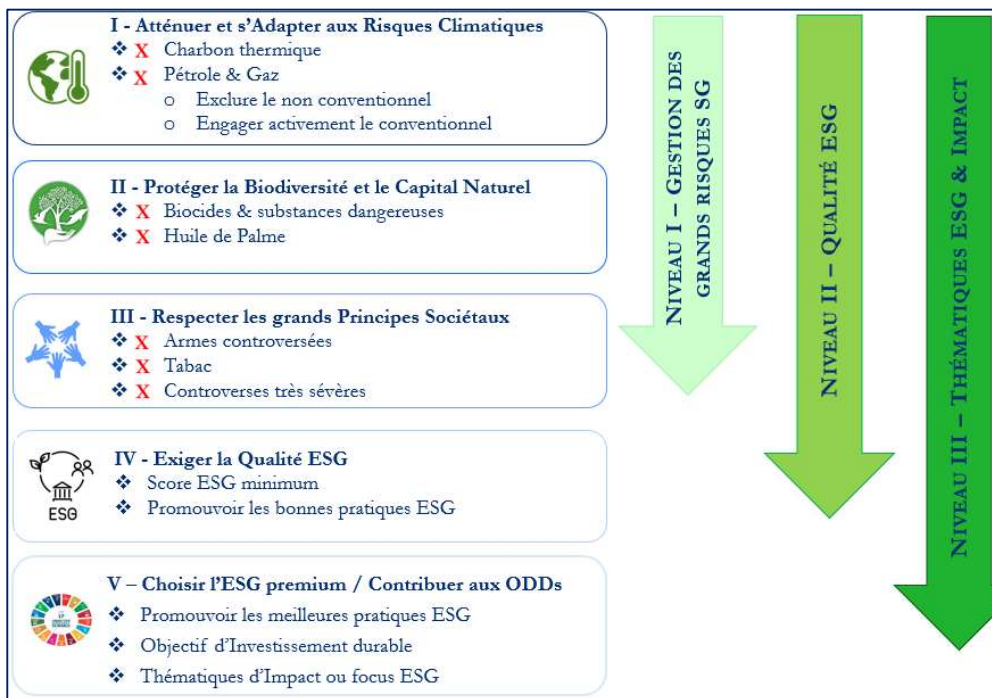 I - Atténuer et s’Adapter aux Risques Climatiques
❖ X Charbon thermique
❖ X Pétrole & Gaz
o Exclure le non conventionnel
o Engager activement le conventionnel
II - Protéger la Biodiversité et le Capital Naturel
❖ X Biocides & substances dangereuses
❖ X Huile de Palme
III - Respecter les grands Principes Sociétaux
❖ X Armes controversées
❖ X Tabac
❖ X Controverses très sévères
ESG
IV - Exiger la Qualité ESG
❖ Score ESG minimum
❖ Promouvoir les bonnes pratiques ESG
V – Choisir l’ESG premium / Contribuer aux ODDs
❖ Promouvoir les meilleures pratiques ESG
❖ Objectif d’Investissement durable
❖ Thématiques d’Impact ou focus ESG
NIVEAU I – GESTION DES
GRANDS RISQUES SG
NIVEAU II – QUALITÉ ESG
NIVEAU III – THÉMATIQUES ESG & IMPACT